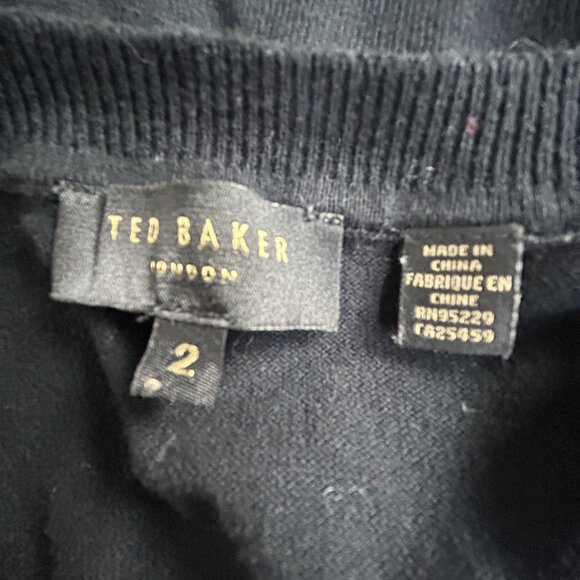 TED BAKER
LONDON
2
MADE IN
CHINA
FABRIQUE EN
CHINE
RN95229
CA25459